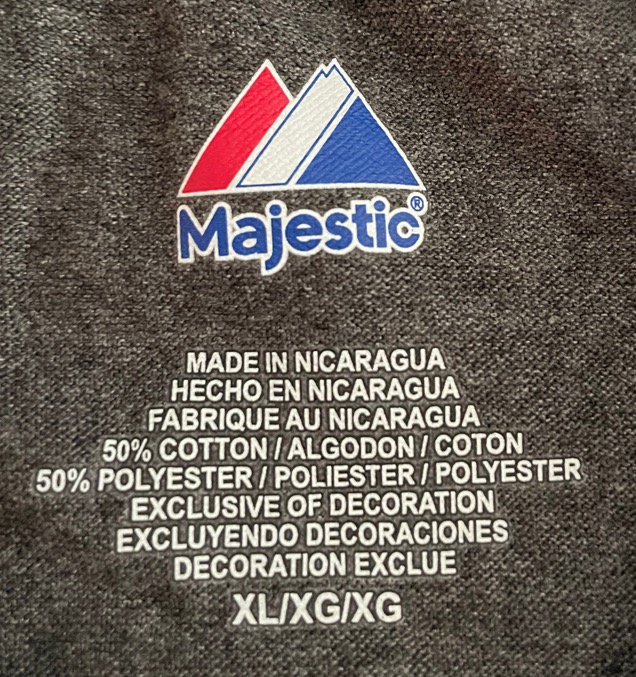 Majestic®
MADE IN NICARAGUA
HECHO EN NICARAGUA
FABRIQUE AU NICARAGUA
50% COTTON / ALGODON / COTON
50% POLYESTER / POLIESTER / POLYESTER
EXCLUSIVE OF DECORATION
EXCLUYENDO DECORACIONES
DECORATION EXCLUE
XL/XG/XG